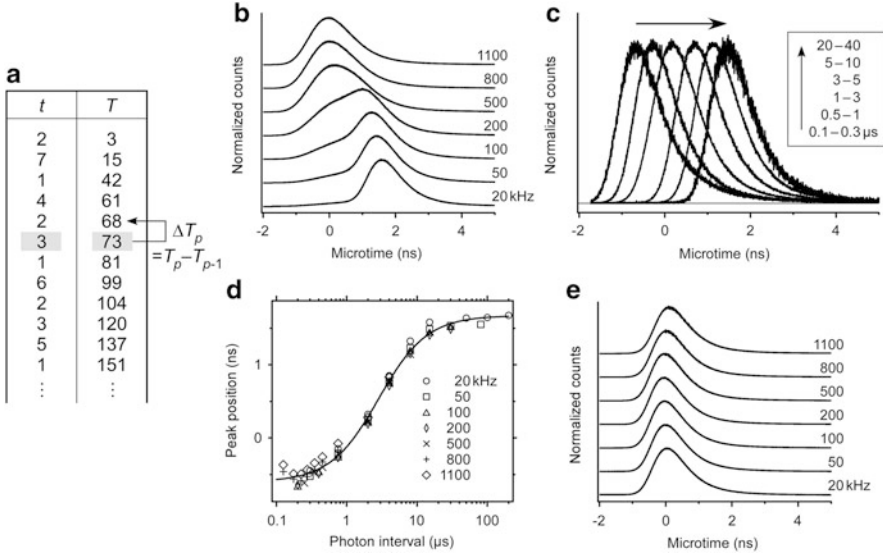 a
t T
2 3
7 15
1 42
4 61
2 68
3 73
1 81
6 99
2 104
3 120
5 137
1 151
⋮ ⋮
ΔTp
=Tp−Tp-1
b
Normalized counts
1100
800
500
200
100
50
20 kHz
-2 0 2 4
Microtime (ns)
c
Normalized counts
20–40
5–10
3–5
1–3
0.5–1
0.1–0.3 µs
-2 0 2 4
Microtime (ns)
d
Peak position (ns)
1
0
20 kHz
50
100
200
500
800
1100
0.1 1 10 100
Photon interval (µs)
e
Normalized counts
1100
800
500
200
100
50
20 kHz
-2 0 2 4
Microtime (ns)